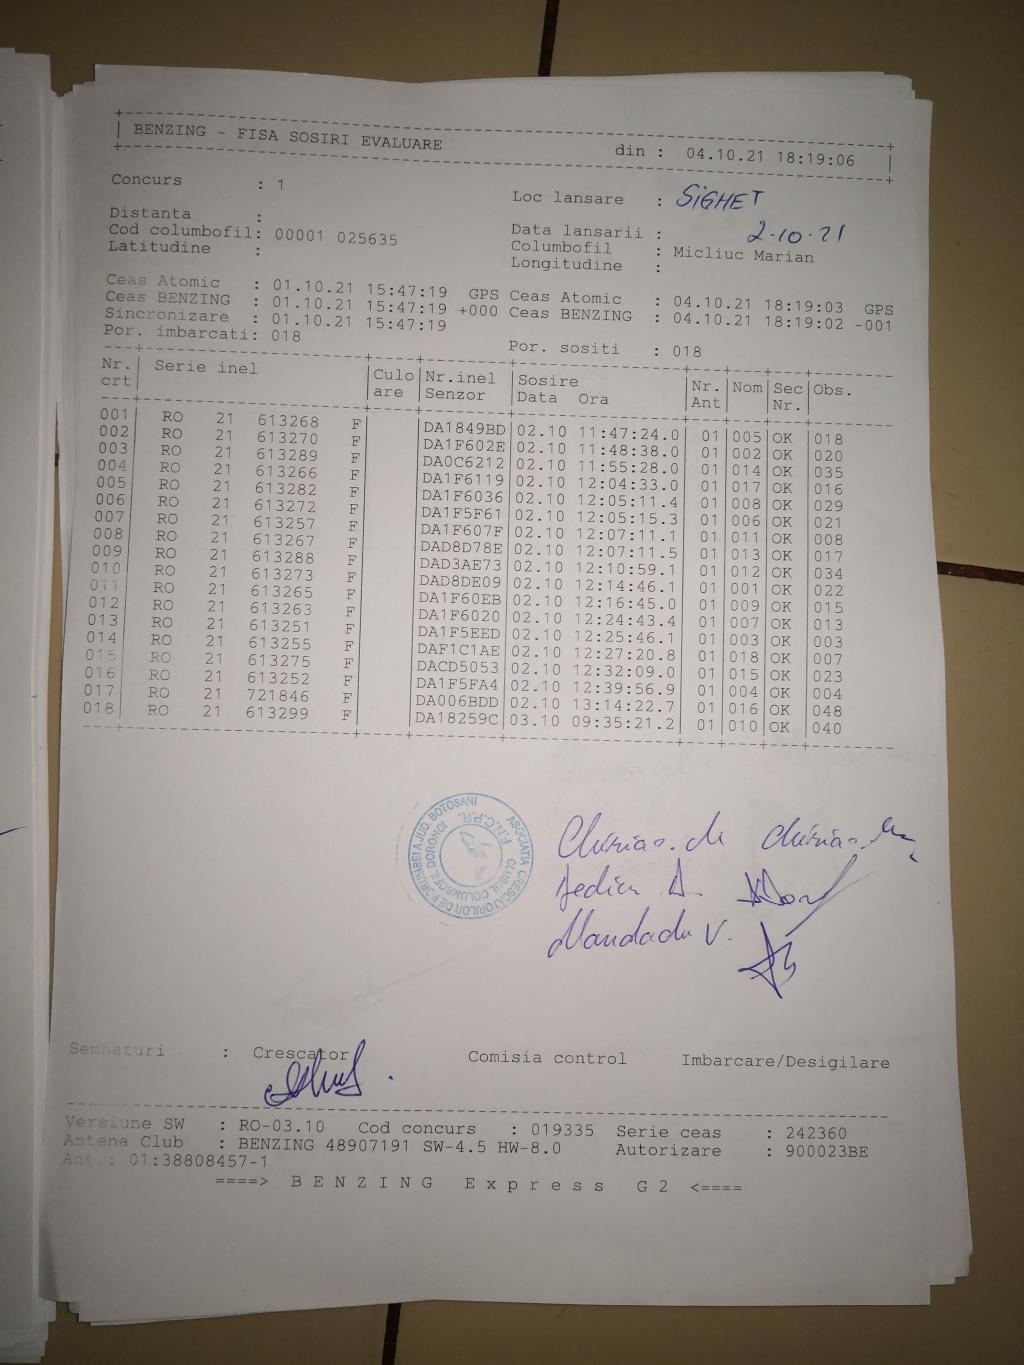 BENZING - FISA SOSIRI EVALUARE din : 04.10.21 18:19:06
Concurs : 1
Loc lansare : SIGHET
Distanta :
Data lansarii : 2.10.21
Cod columbofil: 00001 025635
Columbofil : Micliuc Marian
Latitudine :
Longitudine :
Ceas Atomic : 01.10.21 15:47:19 GPS Ceas Atomic : 04.10.21 18:19:03 GPS
Ceas BENZING : 01.10.21 15:47:19 +000 Ceas BENZING : 04.10.21 18:19:02 -001
Sincronizare : 01.10.21 15:47:19
Por. imbarcati: 018 Por. sositi : 018
Nr. crt Serie inel Culo are Nr.inel Senzor Sosire Data Ora Nr. Ant Nom Sec Nr. Obs.
001 RO 21 613268 F DA1849BD 02.10 11:47:24.0 01 005 OK 018
002 RO 21 613270 F DA1F602E 02.10 11:48:38.0 01 002 OK 020
003 RO 21 613289 F DA0C6212 02.10 11:55:28.0 01 014 OK 035
004 RO 21 613266 F DA1F6119 02.10 12:04:33.0 01 017 OK 016
005 RO 21 613282 F DA1F6036 02.10 12:05:11.4 01 008 OK 029
006 RO 21 613272 F DA1F5F61 02.10 12:05:15.3 01 006 OK 021
007 RO 21 613257 F DA1F607F 02.10 12:07:11.1 01 011 OK 008
008 RO 21 613267 F DAD8D78E 02.10 12:07:11.5 01 013 OK 017
009 RO 21 613288 F DAD3AE73 02.10 12:10:59.1 01 012 OK 034
010 RO 21 613273 F DAD8DE09 02.10 12:14:46.1 01 001 OK 022
011 RO 21 613265 F DA1F60EB 02.10 12:16:45.0 01 009 OK 015
012 RO 21 613263 F DA1F6020 02.10 12:24:43.4 01 007 OK 013
013 RO 21 613251 F DA1F5EED 02.10 12:25:46.1 01 003 OK 003
014 RO 21 613255 F DAF1C1AE 02.10 12:27:20.8 01 018 OK 007
015 RO 21 613275 F DACD5053 02.10 12:32:09.0 01 015 OK 023
016 RO 21 613252 F DA1F5FA4 02.10 12:39:56.9 01 004 OK 004
017 RO 21 721846 F DA006BDD 02.10 13:14:22.7 01 016 OK 048
018 RO 21 613299 F DA18259C 03.10 09:35:21.2 01 010 OK 040
ASOCIATIA CRESCATORILOR DE PORUMBEI A JUD. BOTOSANI
F.N.C.P.R.
CLUBUL COLUMBOFIL DOROHOI
V.
Semnaturi : Crescator Comisia control Imbarcare/Desigilare
Versiune SW : RO-03.10 Cod concurs : 019335 Serie ceas : 242360
Antena Club : BENZING 48907191 SW-4.5 HW-8.0 Autorizare : 900023BE
Ant.: 01:38808457-1
====> BENZING Express G2 <====